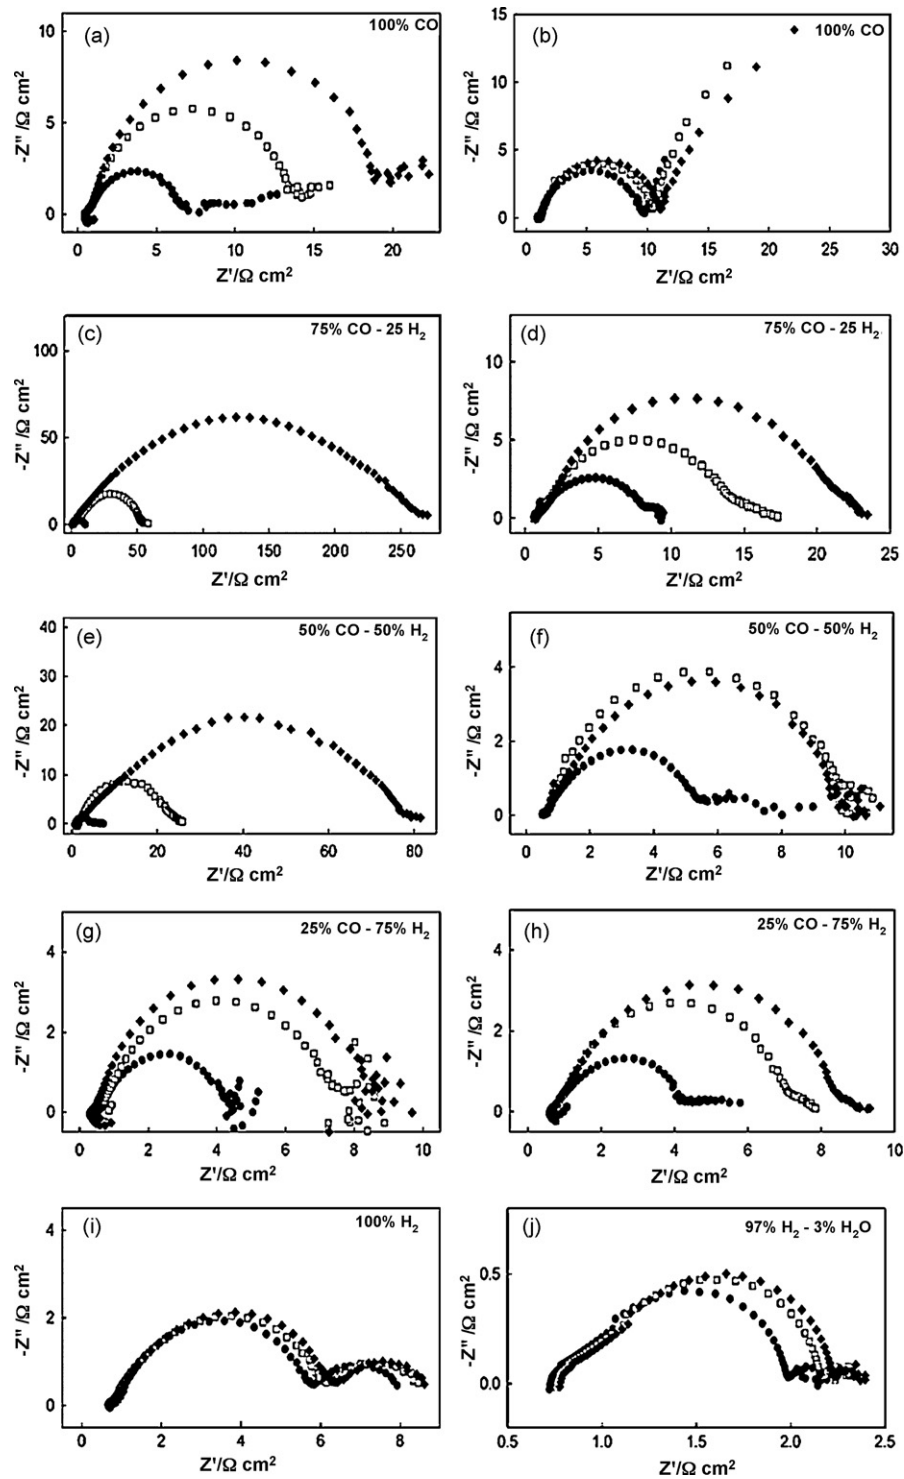 (a)
100% CO
10
5
0
-Z'' /Ω cm²
0 5 10 15 20
Z'/Ω cm²
(b)
100% CO
15
10
5
0
-Z'' /Ω cm²
0 5 10 15 20 25 30
Z'/Ω cm²
(c)
75% CO - 25 H₂
100
50
0
-Z'' /Ω cm²
0 50 100 150 200 250
Z'/Ω cm²
(d)
75% CO - 25 H₂
10
5
0
-Z'' /Ω cm²
0 5 10 15 20 25
Z'/Ω cm²
(e)
50% CO - 50% H₂
40
30
20
10
0
-Z'' /Ω cm²
0 20 40 60 80
Z'/Ω cm²
(f)
50% CO - 50% H₂
4
2
0
-Z'' /Ω cm²
0 2 4 6 8 10
Z'/Ω cm²
(g)
25% CO - 75% H₂
4
2
0
-Z'' /Ω cm²
0 2 4 6 8 10
Z'/Ω cm²
(h)
25% CO - 75% H₂
4
2
0
-Z'' /Ω cm²
0 2 4 6 8 10
Z'/Ω cm²
(i)
100% H₂
4
2
0
-Z'' /Ω cm²
0 2 4 6 8
Z'/Ω cm²
(j)
97% H₂ - 3% H₂O
0.5
0.0
-Z'' /Ω cm²
0.5 1.0 1.5 2.0 2.5
Z'/Ω cm²